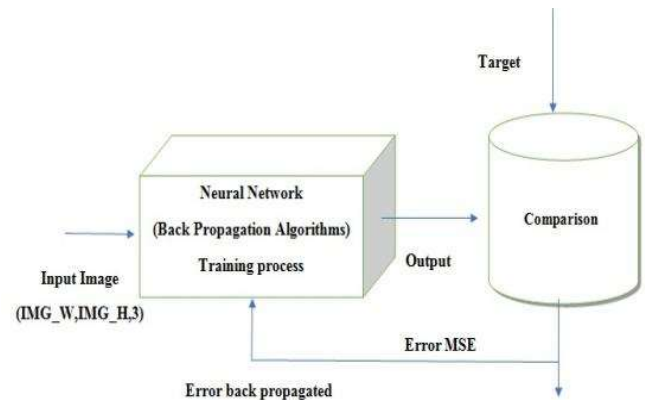 Target
Neural Network
(Back Propagation Algorithms)
Training process
Comparison
Input Image
(IMG_W,IMG_H,3)
Output
Error MSE
Error back propagated